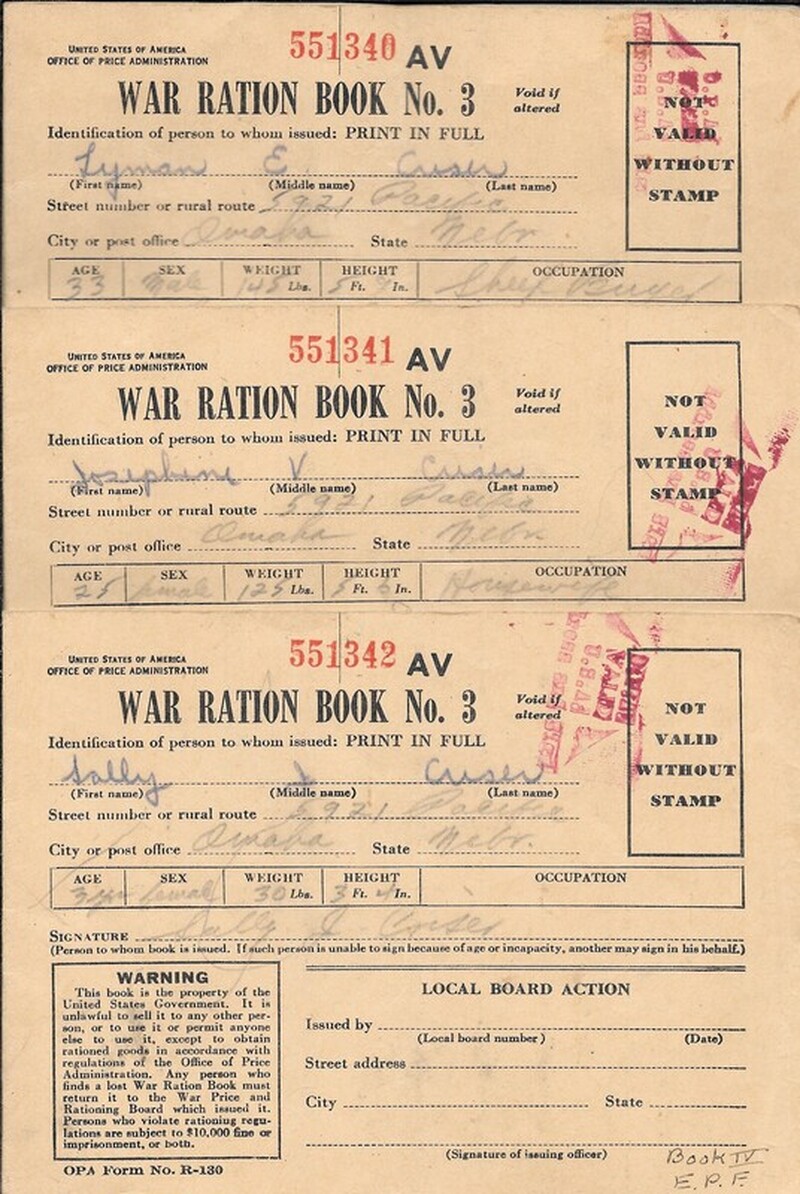 UNITED STATES OF AMERICA
OFFICE OF PRICE ADMINISTRATION
551340 AV
WAR RATION BOOK No. 3
Void if
altered
Identification of person to whom issued: PRINT IN FULL
Lyman E. Cruser
(First name) (Middle name) (Last name)
Street number or rural route 5921 Pacific
City or post office Omaha State Nebr.
AGE SEX WEIGHT HEIGHT OCCUPATION
33 Male 145 Lbs. 5 Ft. In.
NOT
VALID
WITHOUT
STAMP
UNITED STATES OF AMERICA
OFFICE OF PRICE ADMINISTRATION
551341 AV
WAR RATION BOOK No. 3
Void if
altered
Identification of person to whom issued: PRINT IN FULL
Josephine V Cruser
(First name) (Middle name) (Last name)
Street number or rural route 5921 Pacific
City or post office Omaha State Nebr
AGE SEX WEIGHT HEIGHT OCCUPATION
25 female 125 Lbs. 5 Ft. In. Housewife
NOT
VALID
WITHOUT
STAMP
UNITED STATES OF AMERICA
OFFICE OF PRICE ADMINISTRATION
551342 AV
WAR RATION BOOK No. 3
Void if
altered
Identification of person to whom issued: PRINT IN FULL
Sally J Cruser
(First name) (Middle name) (Last name)
Street number or rural route 5921 Pacific
City or post office Omaha State Nebr.
AGE SEX WEIGHT HEIGHT OCCUPATION
3yr female 30 Lbs. 3 Ft. In.
NOT
VALID
WITHOUT
STAMP
SIGNATURE Sally J Cruser
(Person to whom book is issued. If such person is unable to sign because of age or incapacity, another may sign in his behalf.)
WARNING
This book is the property of the
United States Government. It is
unlawful to sell it to any other per-
son, or to use it or permit anyone
else to use it, except to obtain
rationed goods in accordance with
regulations of the Office of Price
Administration. Any person who
finds a lost War Ration Book must
return it to the War Price and
Rationing Board which issued it.
Persons who violate rationing regu-
lations are subject to $10,000 fine or
imprisonment, or both.
OPA Form No. R-130
LOCAL BOARD ACTION
Issued by
(Local board number) (Date)
Street address
City State
(Signature of issuing officer)
Book IV
E. P. F.